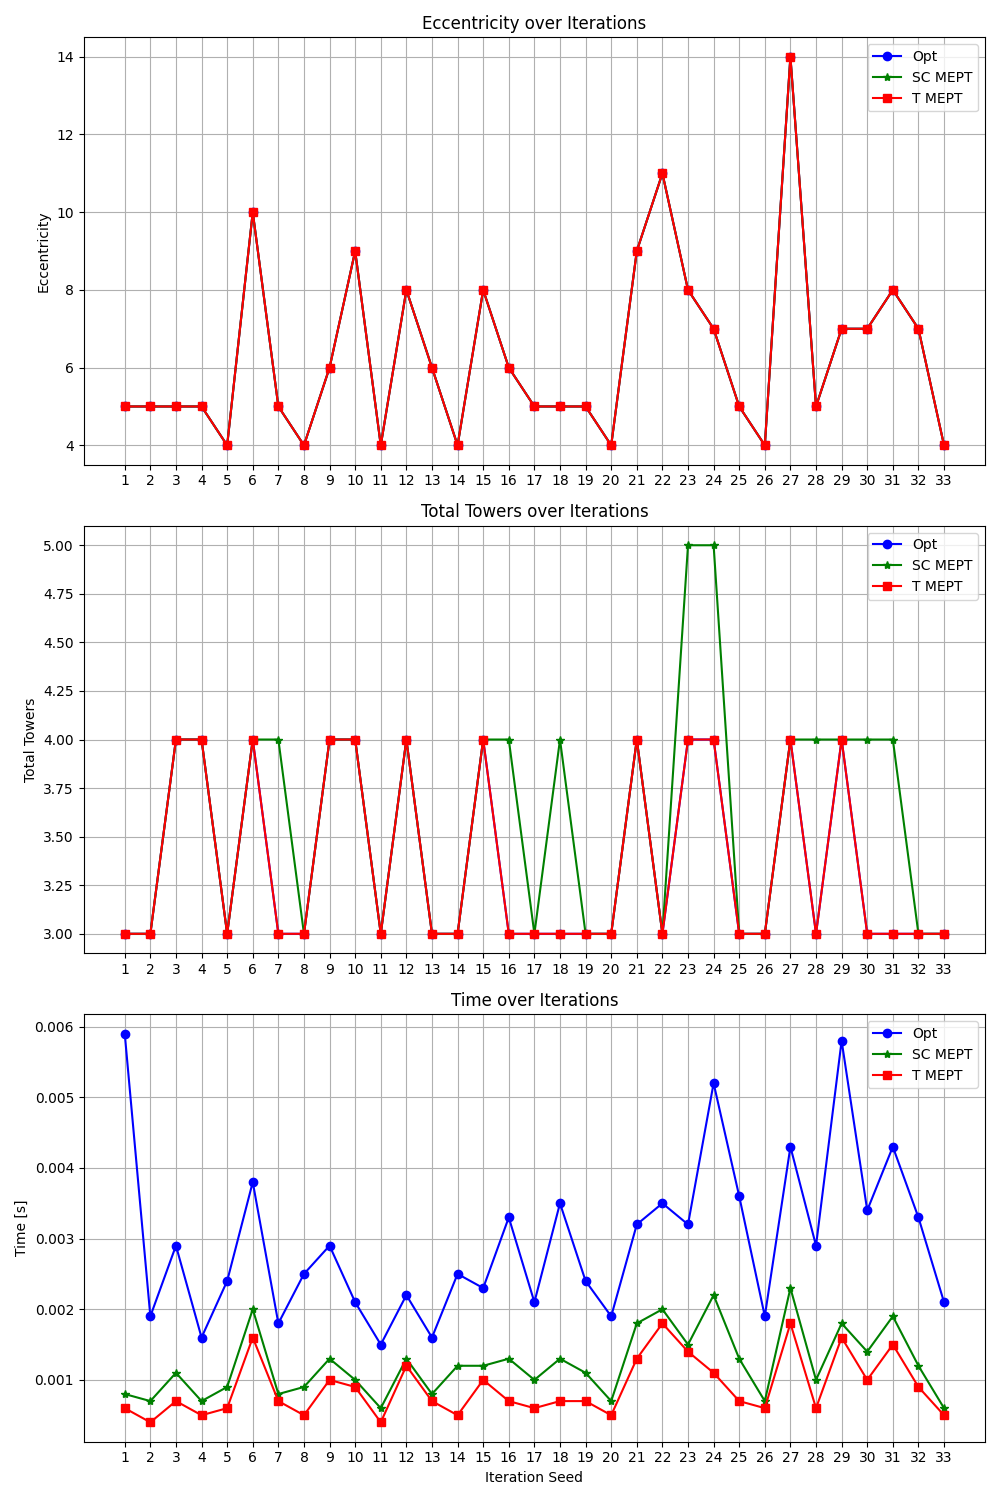 Eccentricity over Iterations
14
12
10
8
6
4
Eccentricity
Opt
SC MEPT
T MEPT
1 2 3 4 5 6 7 8 9 10 11 12 13 14 15 16 17 18 19 20 21 22 23 24 25 26 27 28 29 30 31 32 33
Total Towers over Iterations
5.00
4.75
4.50
4.25
4.00
3.75
3.50
3.25
3.00
Total Towers
Opt
SC MEPT
T MEPT
1 2 3 4 5 6 7 8 9 10 11 12 13 14 15 16 17 18 19 20 21 22 23 24 25 26 27 28 29 30 31 32 33
Time over Iterations
0.006
0.005
0.004
0.003
0.002
0.001
Time [s]
Opt
SC MEPT
T MEPT
1 2 3 4 5 6 7 8 9 10 11 12 13 14 15 16 17 18 19 20 21 22 23 24 25 26 27 28 29 30 31 32 33
Iteration Seed